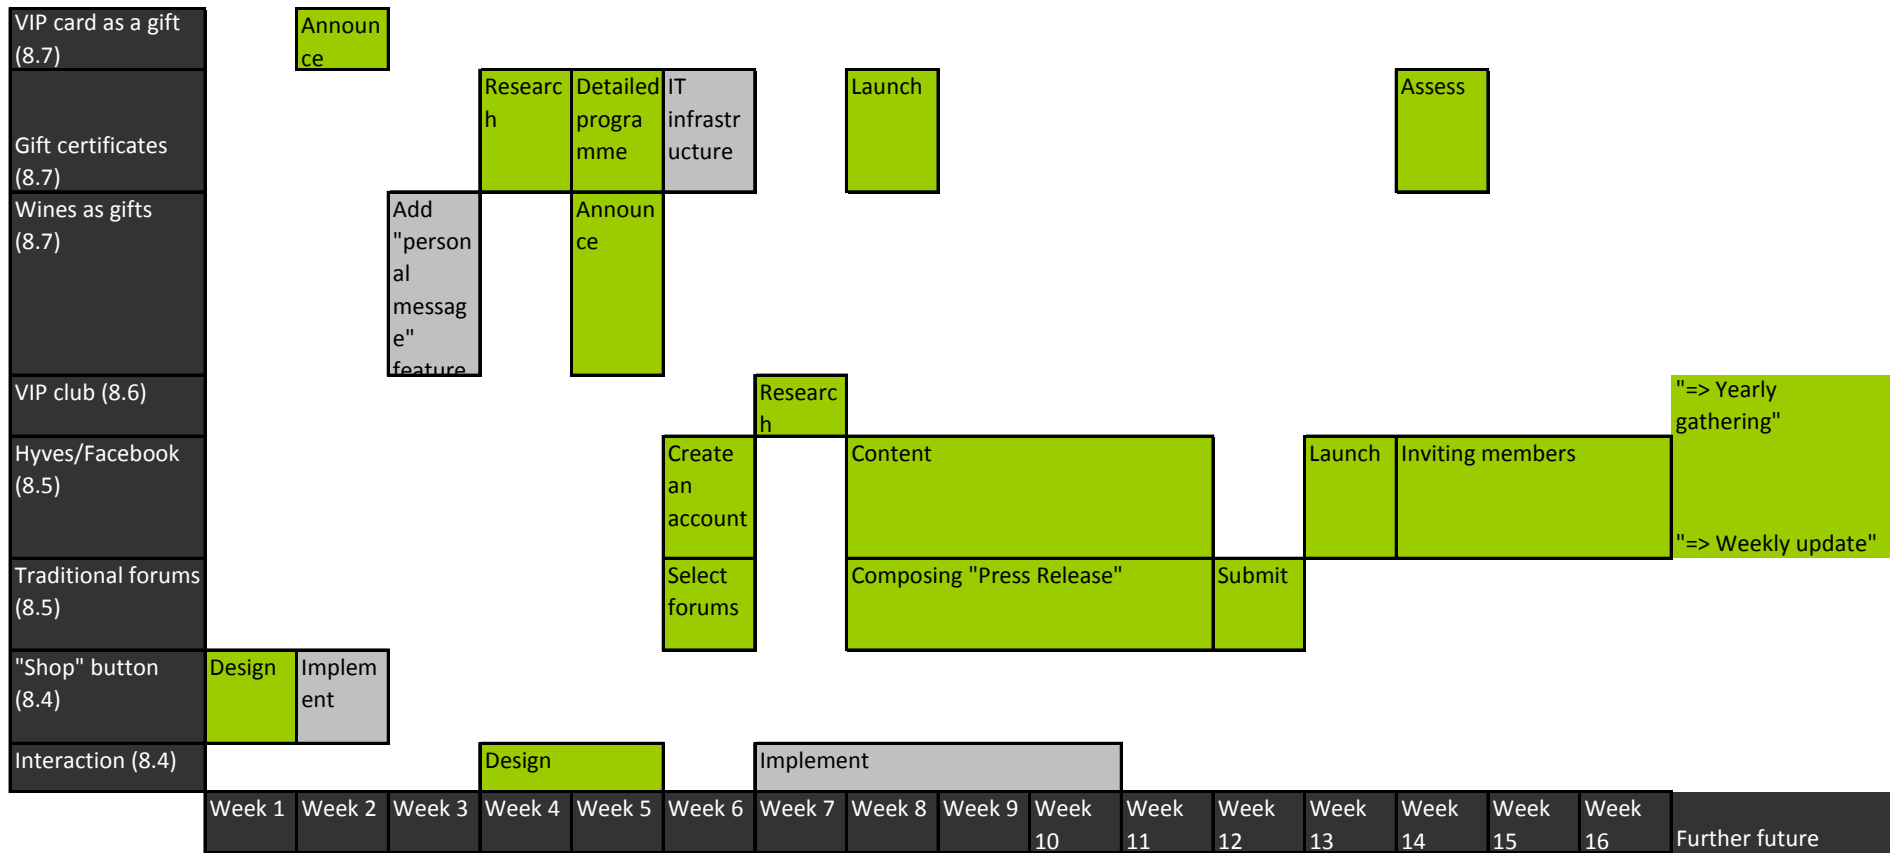 VIP card as a gift
(8.7)
Announ
ce
Gift certificates
(8.7)
Researc
h
Detailed
progra
mme
IT
infrastr
ucture
Launch
Assess
Wines as gifts
(8.7)
Add
"person
al
messag
e"
feature
Announ
ce
VIP club (8.6)
Researc
h
"=> Yearly
gathering"
Hyves/Facebook
(8.5)
Create
an
account
Content
Launch
Inviting members
"=> Weekly update"
Traditional forums
(8.5)
Select
forums
Composing "Press Release"
Submit
"Shop" button
(8.4)
Design
Implem
ent
Interaction (8.4)
Design
Implement
Week 1
Week 2
Week 3
Week 4
Week 5
Week 6
Week 7
Week 8
Week 9
Week
10
Week
11
Week
12
Week
13
Week
14
Week
15
Week
16
Further future